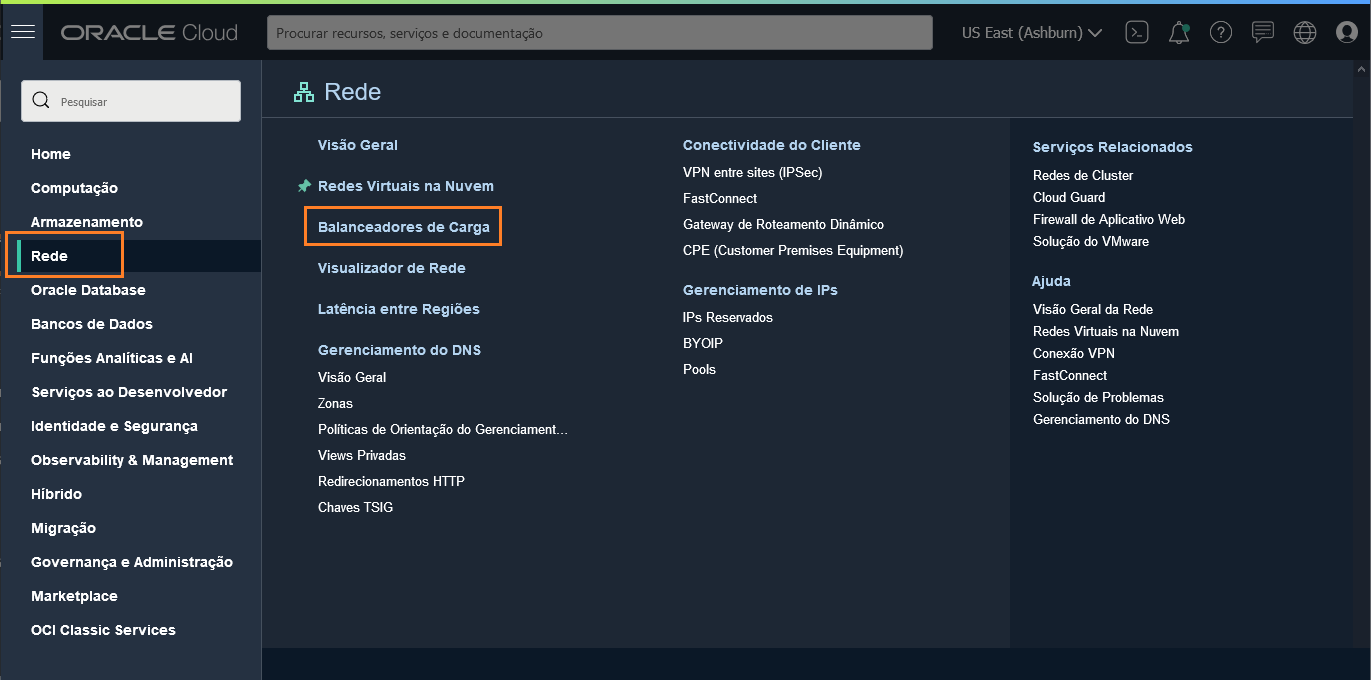 ORACLE Cloud
Procurar recursos, serviços e documentação
US East (Ashburn)
Pesquisar
Home
Computação
Armazenamento
Rede
Oracle Database
Bancos de Dados
Funções Analíticas e AI
Serviços ao Desenvolvedor
Identidade e Segurança
Observability & Management
Híbrido
Migração
Governança e Administração
Marketplace
OCI Classic Services
Rede
Visão Geral
Redes Virtuais na Nuvem
Balanceadores de Carga
Visualizador de Rede
Latência entre Regiões
Gerenciamento do DNS
Visão Geral
Zonas
Políticas de Orientação do Gerenciament...
Views Privadas
Redirecionamentos HTTP
Chaves TSIG
Conectividade do Cliente
VPN entre sites (IPSec)
FastConnect
Gateway de Roteamento Dinâmico
CPE (Customer Premises Equipment)
Gerenciamento de IPs
IPs Reservados
BYOIP
Pools
Serviços Relacionados
Redes de Cluster
Cloud Guard
Firewall de Aplicativo Web
Solução do VMware
Ajuda
Visão Geral da Rede
Redes Virtuais na Nuvem
Conexão VPN
FastConnect
Solução de Problemas
Gerenciamento do DNS